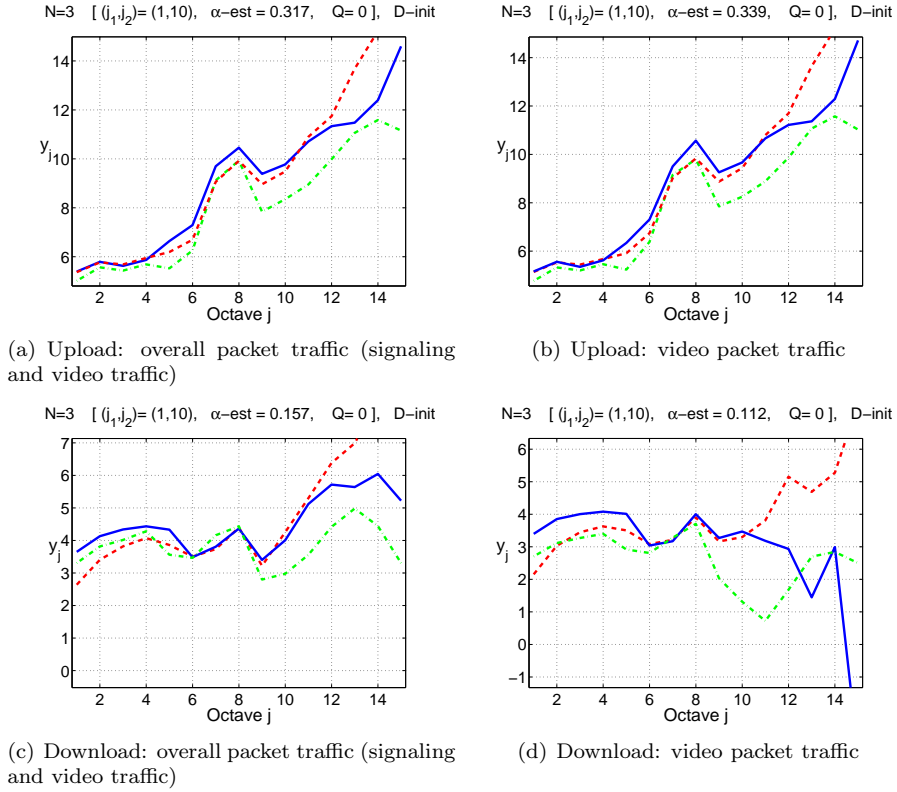 N=3 [ (j1,j2)= (1,10), α−est = 0.317, Q= 0 ], D−init
14
12
yj
10
8
6
2 4 6 8 10 12 14
Octave j
(a) Upload: overall packet traffic (signaling
and video traffic)
N=3 [ (j1,j2)= (1,10), α−est = 0.339, Q= 0 ], D−init
14
12
yj
10
8
6
2 4 6 8 10 12 14
Octave j
(b) Upload: video packet traffic
N=3 [ (j1,j2)= (1,10), α−est = 0.157, Q= 0 ], D−init
7
6
5
4
yj
3
2
1
0
2 4 6 8 10 12 14
Octave j
(c) Download: overall packet traffic (signaling
and video traffic)
N=3 [ (j1,j2)= (1,10), α−est = 0.112, Q= 0 ], D−init
6
5
4
3
yj
2
1
0
−1
2 4 6 8 10 12 14
Octave j
(d) Download: video packet traffic